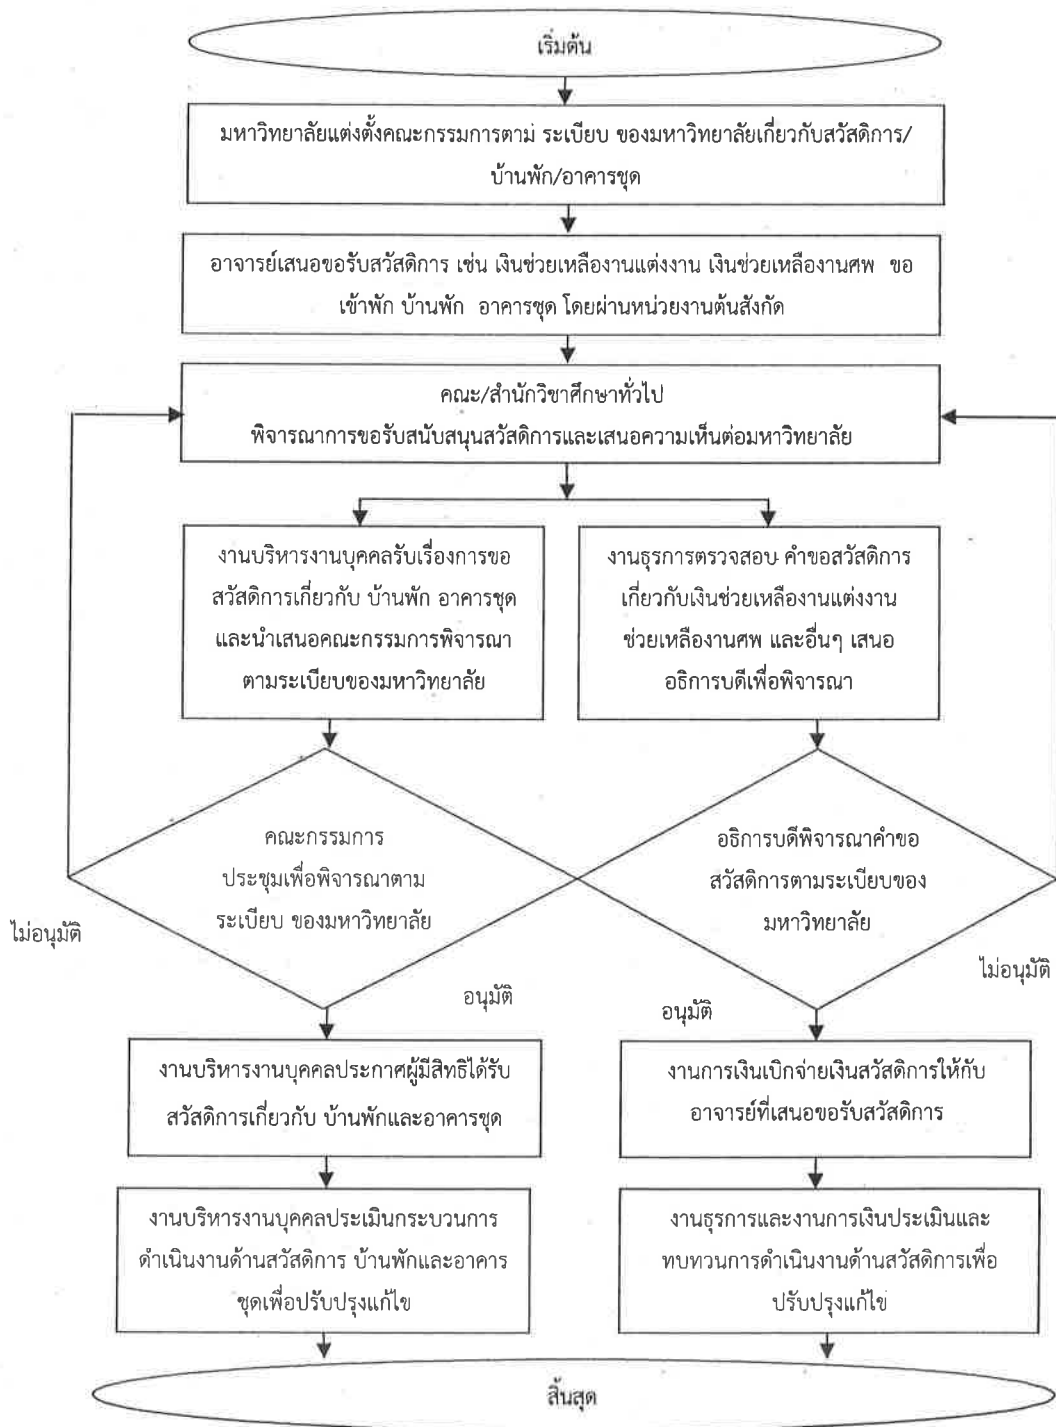 เริ่มต้น
มหาวิทยาลัยแต่งตั้งคณะกรรมการตาม ระเบียบ ของมหาวิทยาลัยเกี่ยวกับสวัสดิการ/
บ้านพัก/อาคารชุด
อาจารย์เสนอขอรับสวัสดิการ เช่น เงินช่วยเหลืองานแต่งงาน เงินช่วยเหลืองานศพ ขอ
เข้าพัก บ้านพัก อาคารชุด โดยผ่านหน่วยงานต้นสังกัด
คณะ/สำนักวิชาศึกษาทั่วไป
พิจารณาการขอรับสนับสนุนสวัสดิการและเสนอความเห็นต่อมหาวิทยาลัย
งานบริหารงานบุคคลรับเรื่องการขอ
สวัสดิการเกี่ยวกับ บ้านพัก อาคารชุด
และนำเสนอคณะกรรมการพิจารณา
ตามระเบียบของมหาวิทยาลัย
งานธุรการตรวจสอบ คำขอสวัสดิการ
เกี่ยวกับเงินช่วยเหลืองานแต่งงาน
ช่วยเหลืองานศพ และอื่นๆ เสนอ
อธิการบดีเพื่อพิจารณา
คณะกรรมการ
ประชุมเพื่อพิจารณาตาม
ระเบียบ ของมหาวิทยาลัย
อธิการบดีพิจารณาคำขอ
สวัสดิการตามระเบียบของ
มหาวิทยาลัย
ไม่อนุมัติ
อนุมัติ
อนุมัติ
ไม่อนุมัติ
งานบริหารงานบุคคลประกาศผู้มีสิทธิได้รับ
สวัสดิการเกี่ยวกับ บ้านพักและอาคารชุด
งานการเงินเบิกจ่ายเงินสวัสดิการให้กับ
อาจารย์ที่เสนอขอรับสวัสดิการ
งานบริหารงานบุคคลประเมินกระบวนการ
ดำเนินงานด้านสวัสดิการ บ้านพักและอาคาร
ชุดเพื่อปรับปรุงแก้ไข
งานธุรการและงานการเงินประเมินและ
ทบทวนการดำเนินงานด้านสวัสดิการเพื่อ
ปรับปรุงแก้ไข
สิ้นสุด